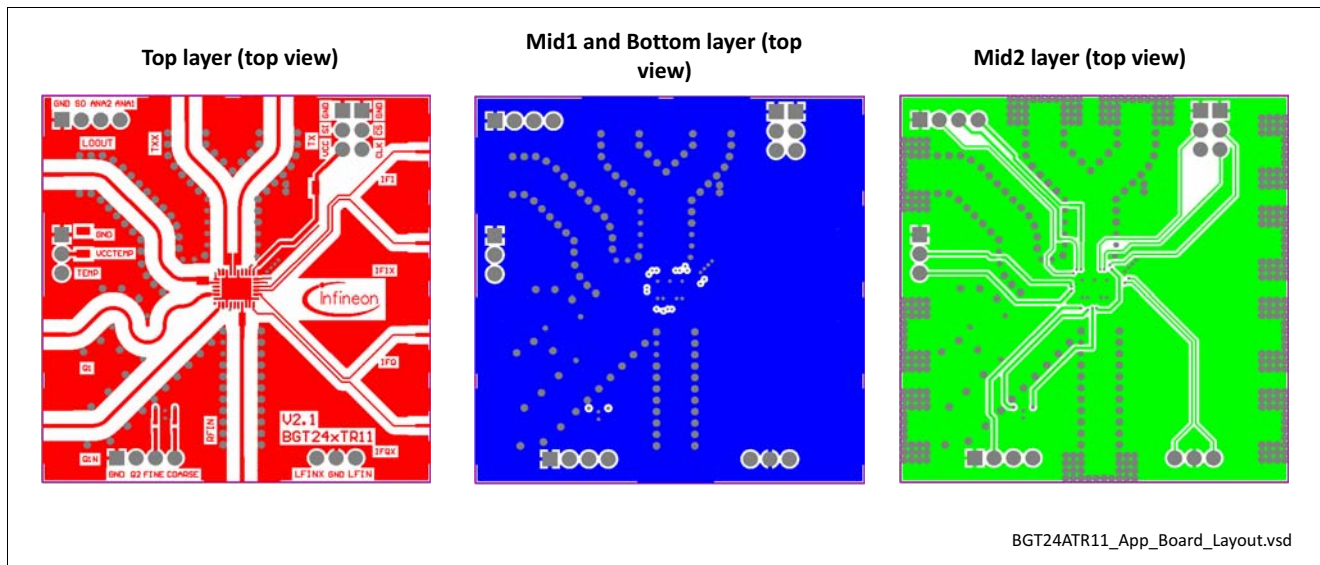 Top layer (top view)
Mid1 and Bottom layer (top
view)
Mid2 layer (top view)
GND SO ANA2 ANA1
LOOUT
TXX
TX
VCC SI GND
CLK CS GND
IFI
GND
VCCTEMP
TEMP
IFIX
Infineon
Q1
IFQ
RFIN
V2.1
BGT24xTR11
IFQX
Q1N
GND Q2 FINE COARSE
LFINX GND LFIN
BGT24ATR11_App_Board_Layout.vsd